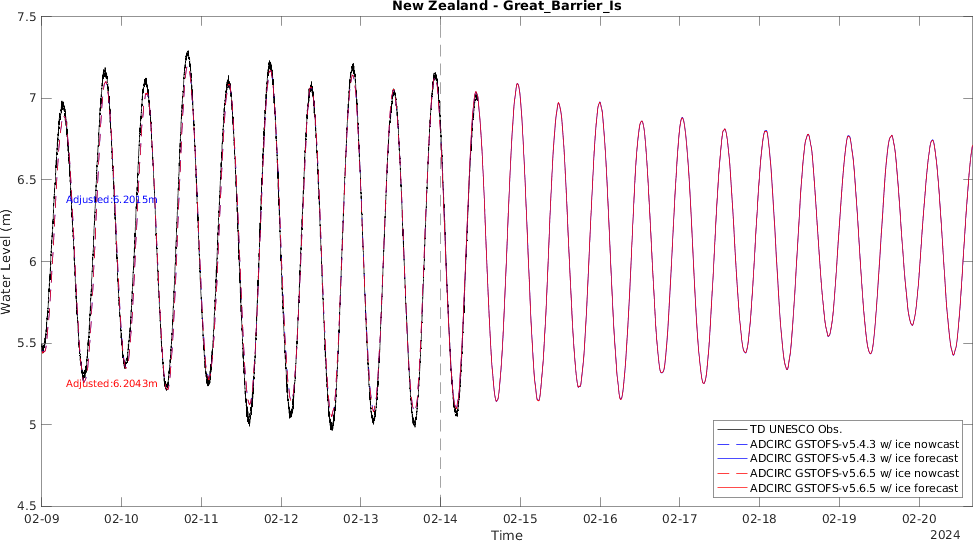 New Zealand - Great_Barrier_Is
7.5
7
6.5
6
5.5
5
4.5
Water Level (m)
Adjusted:6.2015m
Adjusted:6.2043m
TD UNESCO Obs.
ADCIRC GSTOFS-v5.4.3 w/ ice nowcast
ADCIRC GSTOFS-v5.4.3 w/ ice forecast
ADCIRC GSTOFS-v5.6.5 w/ ice nowcast
ADCIRC GSTOFS-v5.6.5 w/ ice forecast
02-09 02-10 02-11 02-12 02-13 02-14 02-15 02-16 02-17 02-18 02-19 02-20
Time
2024